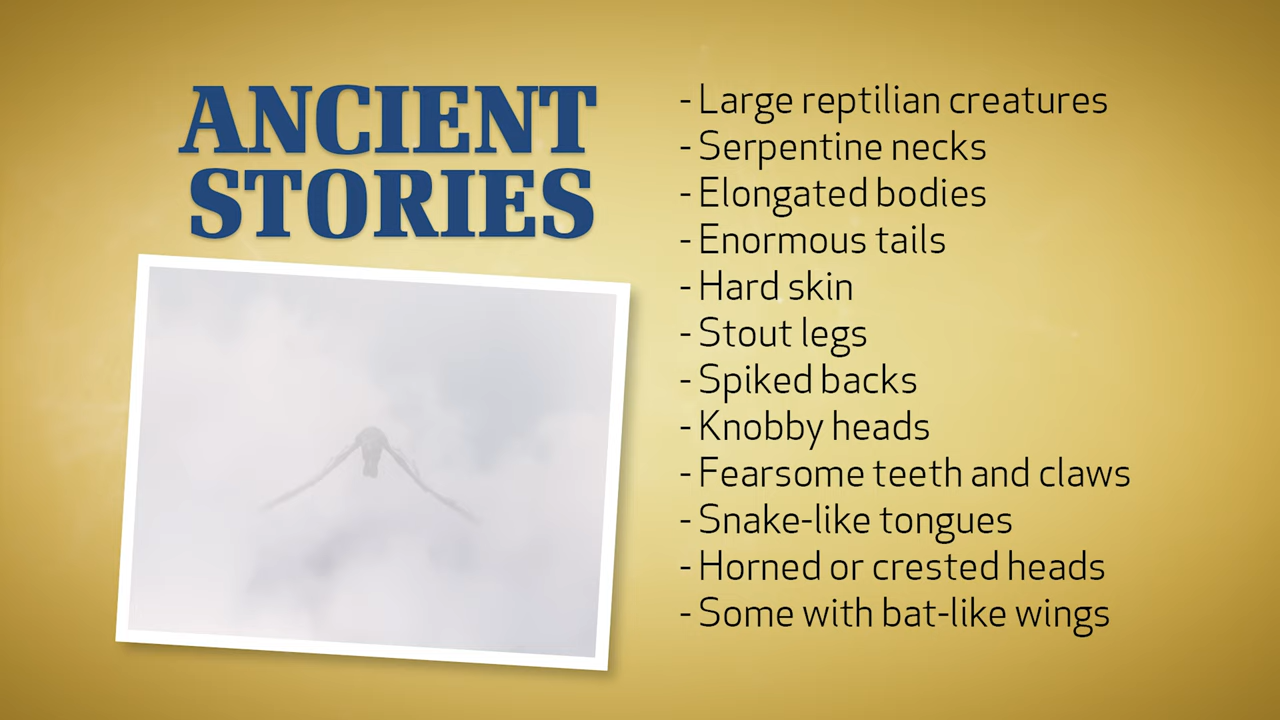 ANCIENT
STORIES
- Large reptilian creatures
- Serpentine necks
- Elongated bodies
- Enormous tails
- Hard skin
- Stout legs
- Spiked backs
- Knobby heads
- Fearsome teeth and claws
- Snake-like tongues
- Horned or crested heads
- Some with bat-like wings